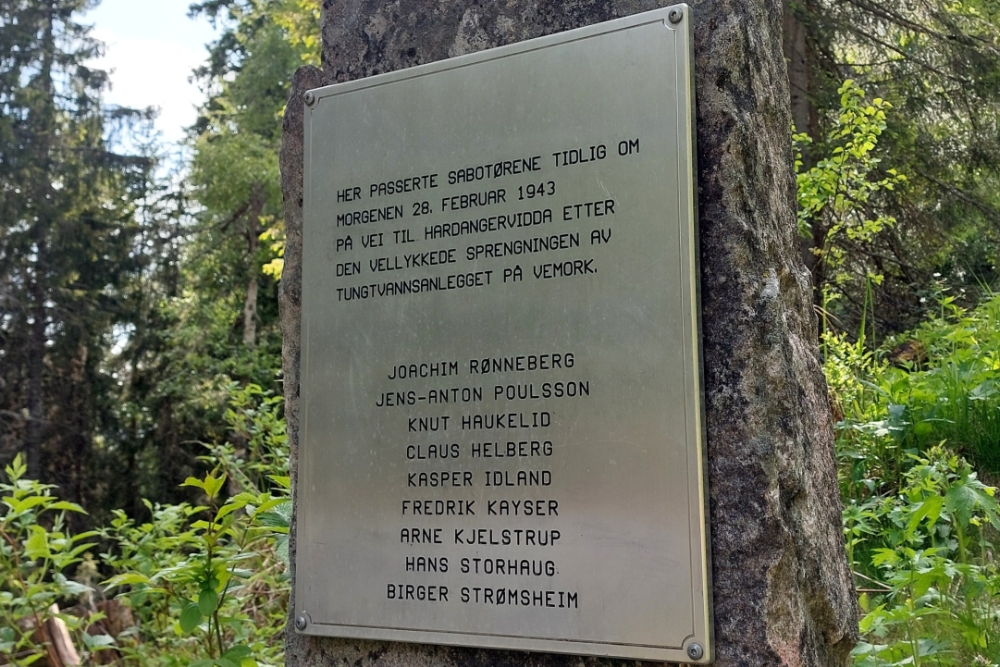 HER PASSERTE SABOTØRENE TIDLIG OM
MORGENEN 28. FEBRUAR 1943
PÅ VEI TIL HARDANGERVIDDA ETTER
DEN VELLYKKEDE SPRENGNINGEN AV
TUNGTVANNSANLEGGET PÅ VEMORK.
JOACHIM RØNNEBERG
JENS-ANTON POULSSON
KNUT HAUKELID
CLAUS HELBERG
KASPER IDLAND
FREDRIK KAYSER
ARNE KJELSTRUP
HANS STORHAUG
BIRGER STRØMSHEIM